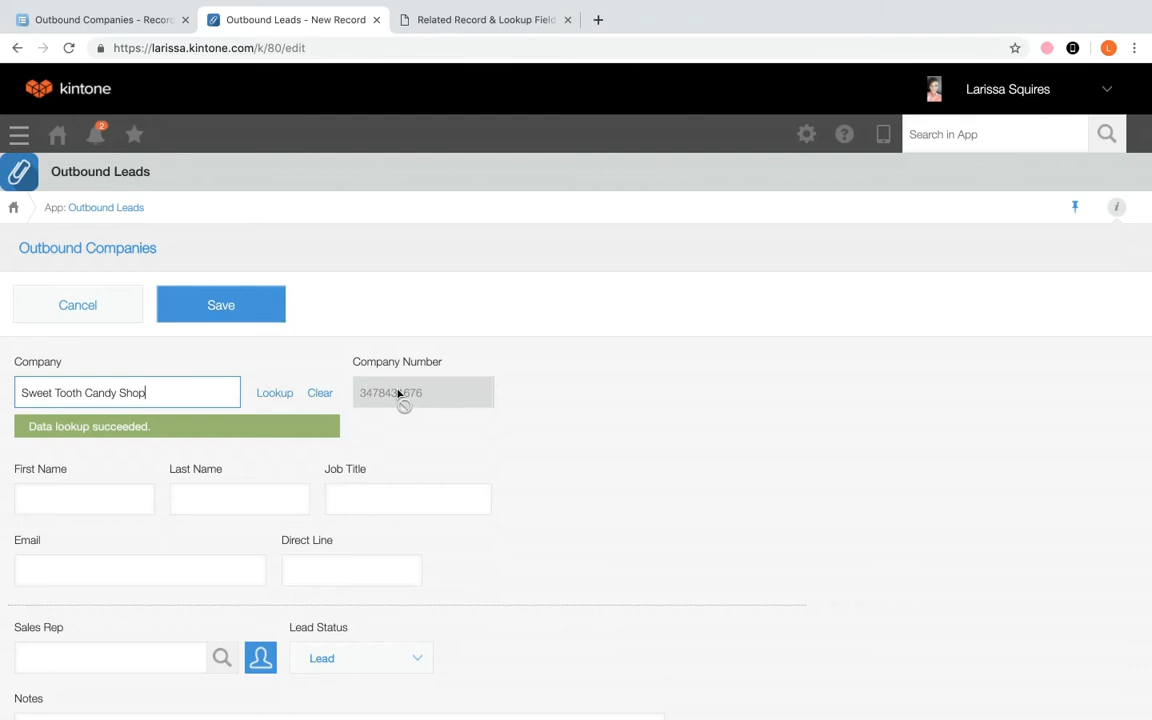 Outbound Companies - Record
Outbound Leads - New Record
Related Record & Lookup Field
https://larissa.kintone.com/k/80/edit
L
kintone
Larissa Squires
2
Search in App
Outbound Leads
App: Outbound Leads
i
Outbound Companies
Cancel
Save
Company
Company Number
Sweet Tooth Candy Shop
Lookup
Clear
Data lookup succeeded.
First Name
Last Name
Job Title
Email
Direct Line
Sales Rep
Lead Status
Lead
Notes